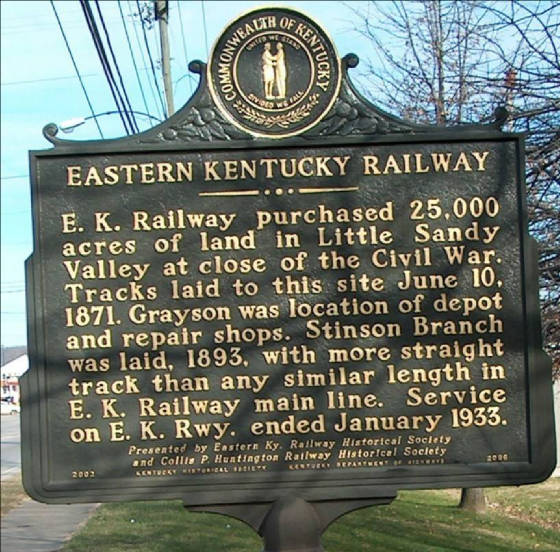 COMMONWEALTH OF KENTUCKY
UNITED WE STAND
DIVIDED WE FALL
EASTERN KENTUCKY RAILWAY
E. K. Railway purchased 25,000
acres of land in Little Sandy
Valley at close of the Civil War.
Tracks laid to this site June 10,
1871. Grayson was location of depot
and repair shops. Stinson Branch
was laid, 1893, with more straight
track than any similar length in
E. K. Railway main line. Service
on E. K. Rwy. ended January 1933.
Presented by Eastern Ky. Railway Historical Society
and Collis P. Huntington Railway Historical Society
2002 KENTUCKY HISTORICAL SOCIETY KENTUCKY DEPARTMENT OF HIGHWAYS